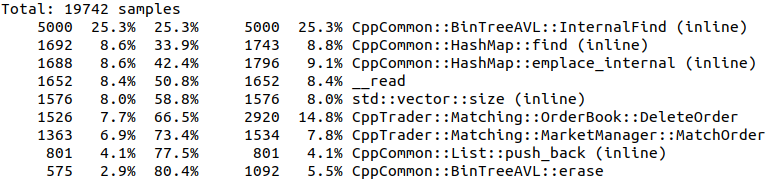 Total: 19742 samples
5000 25.3% 25.3% 5000 25.3% CppCommon::BinTreeAVL::InternalFind (inline)
1692 8.6% 33.9% 1743 8.8% CppCommon::HashMap::find (inline)
1688 8.6% 42.4% 1796 9.1% CppCommon::HashMap::emplace_internal (inline)
1652 8.4% 50.8% 1652 8.4% __read
1576 8.0% 58.8% 1576 8.0% std::vector::size (inline)
1526 7.7% 66.5% 2920 14.8% CppTrader::Matching::OrderBook::DeleteOrder
1363 6.9% 73.4% 1534 7.8% CppTrader::Matching::MarketManager::MatchOrder
801 4.1% 77.5% 801 4.1% CppCommon::List::push_back (inline)
575 2.9% 80.4% 1092 5.5% CppCommon::BinTreeAVL::erase